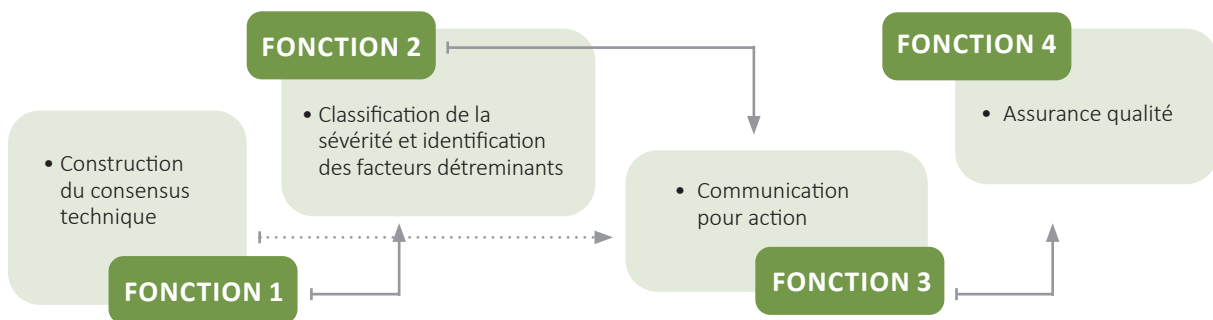 FONCTION 1
• Construction
du consensus
technique
FONCTION 2
• Classification de la
sévérité et identification
des facteurs détreminants
FONCTION 3
• Communication
pour action
FONCTION 4
• Assurance qualité